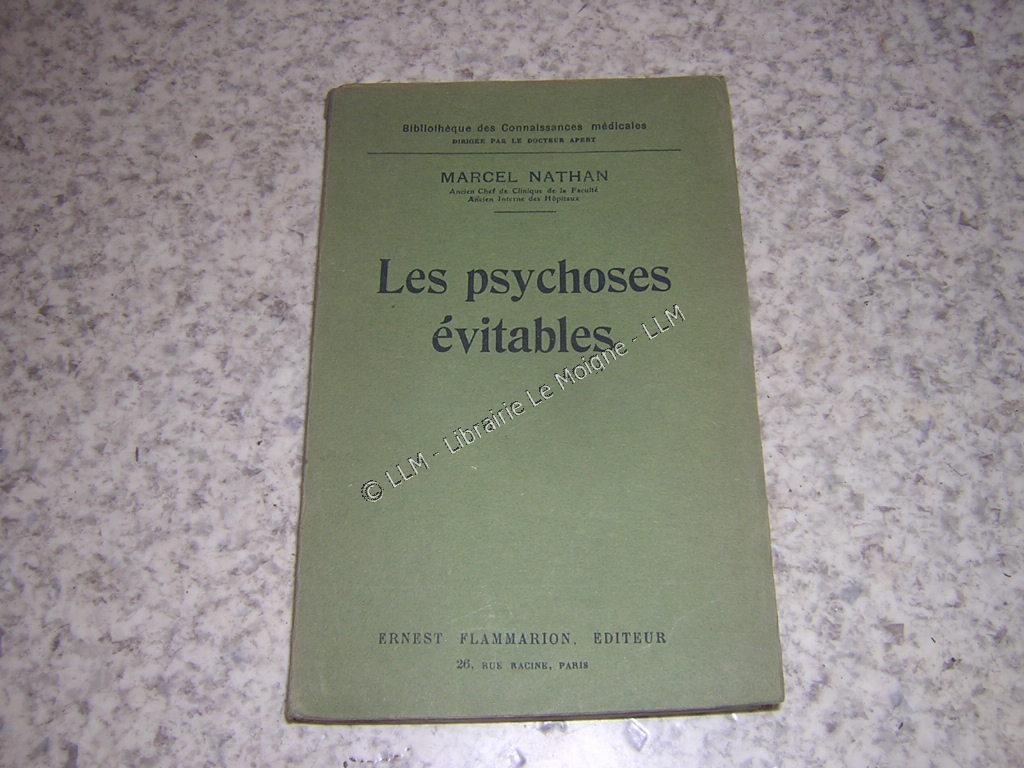 Bibliothèque des Connaissances médicales
DIRIGÉE PAR LE DOCTEUR APERT
MARCEL NATHAN
Ancien Chef de Clinique de la Faculté
Ancien Interne des Hôpitaux
Les psychoses
évitables
© LLM - Librairie Le Moigne - LLM
ERNEST FLAMMARION, EDITEUR
26, RUE RACINE, PARIS